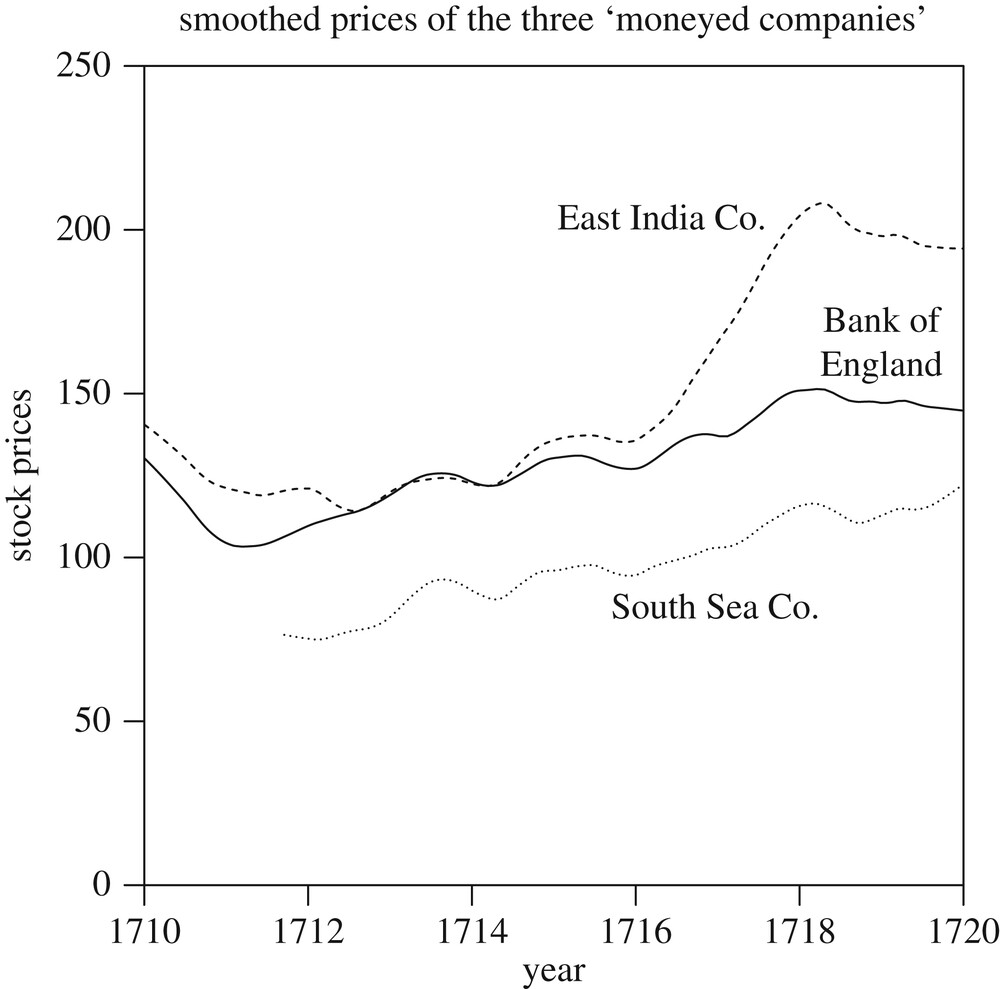 smoothed prices of the three ‘moneyed companies’
250
200
150
100
50
0
stock prices
East India Co.
Bank of
England
South Sea Co.
1710
1712
1714
1716
1718
1720
year